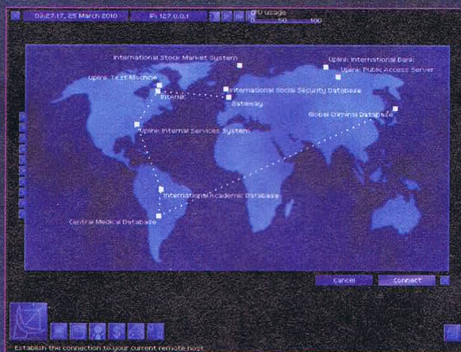 03:27.17, 25 March 2010
IP: 127.0.0.1
CPU usage
0 50 100
International Stock Market System
Uplink International Bank
Uplink Public Access Server
Uplink Test Machine
InterNIC
International Social Security Database
Gateway
Global Criminal Database
Uplink Internal Services System
International Academic Database
Central Medical Database
Cancel
Connect
Establish the connection to your current remote host